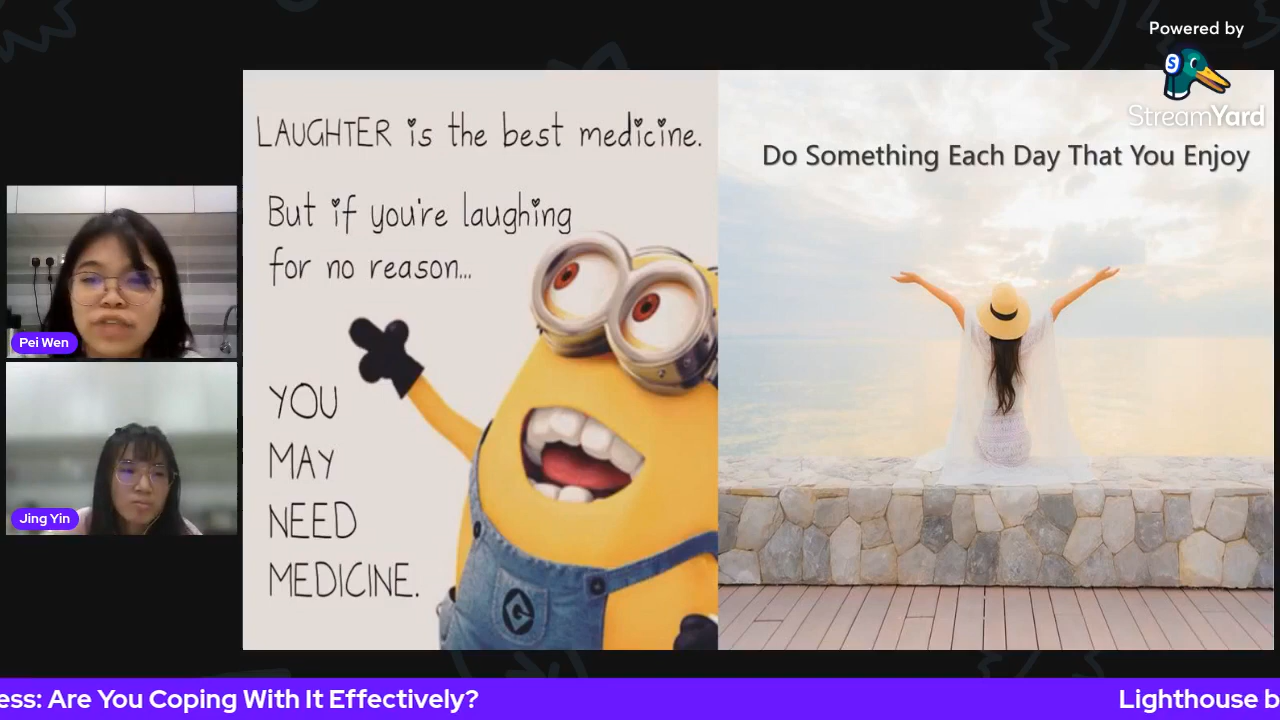 Powered by
StreamYard
LAUGHTER is the best medicine.
But if you're laughing
for no reason...
YOU
MAY
NEED
MEDICINE.
Do Something Each Day That You Enjoy
Pei Wen
Jing Yin
ess: Are You Coping With It Effectively?
Lighthouse b